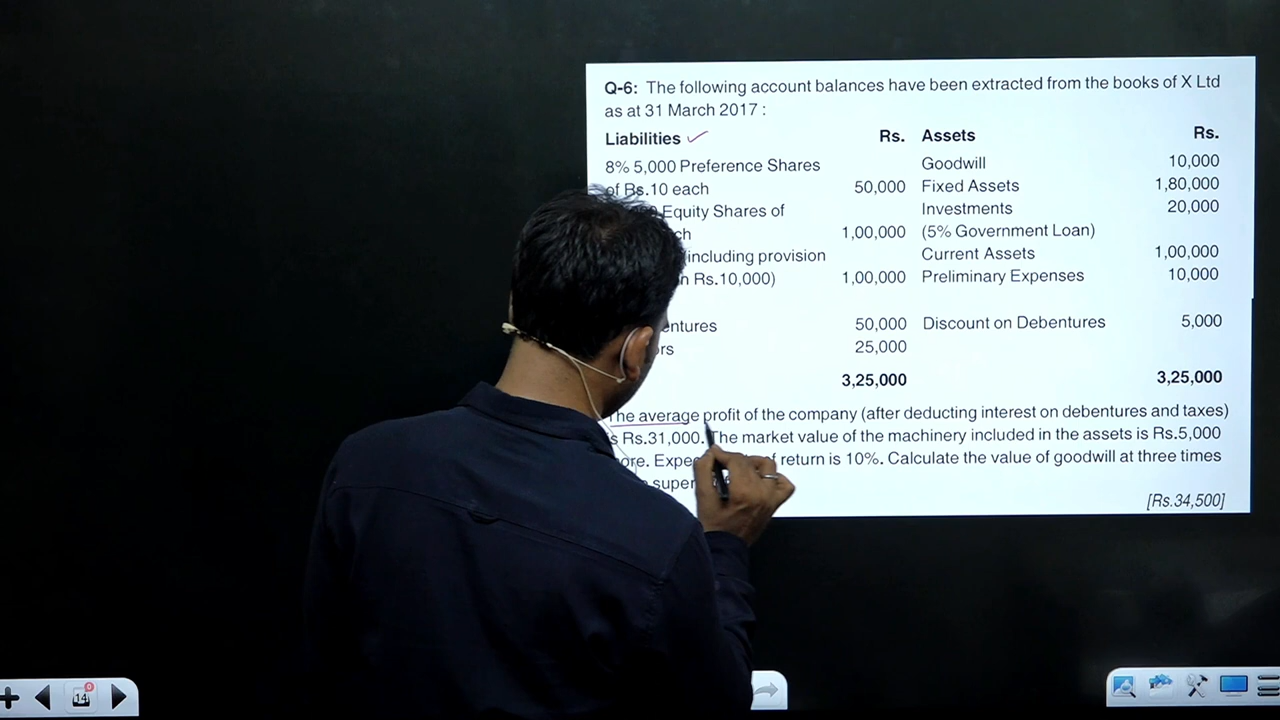 Q-6: The following account balances have been extracted from the books of X Ltd
as at 31 March 2017 :
Liabilities Rs. Assets Rs.
8% 5,000 Preference Shares Goodwill 10,000
of Rs.10 each 50,000 Fixed Assets 1,80,000
Equity Shares of Investments 20,000
1,00,000 (5% Government Loan)
including provision Current Assets 1,00,000
Rs.10,000) 1,00,000 Preliminary Expenses 10,000
50,000 Discount on Debentures 5,000
25,000
3,25,000 3,25,000
The average profit of the company (after deducting interest on debentures and taxes)
Rs.31,000. The market value of the machinery included in the assets is Rs.5,000
return is 10%. Calculate the value of goodwill at three times
[Rs.34,500]
14
0